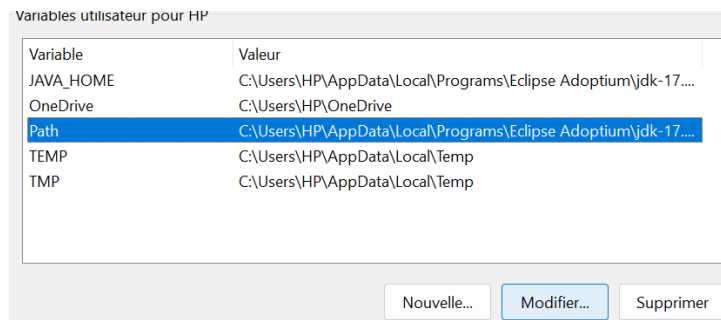 Variables utilisateur pour HP
Variable Valeur
JAVA_HOME C:\Users\HP\AppData\Local\Programs\Eclipse Adoptium\jdk-17....
OneDrive C:\Users\HP\OneDrive
Path C:\Users\HP\AppData\Local\Programs\Eclipse Adoptium\jdk-17....
TEMP C:\Users\HP\AppData\Local\Temp
TMP C:\Users\HP\AppData\Local\Temp
Nouvelle... Modifier... Supprimer